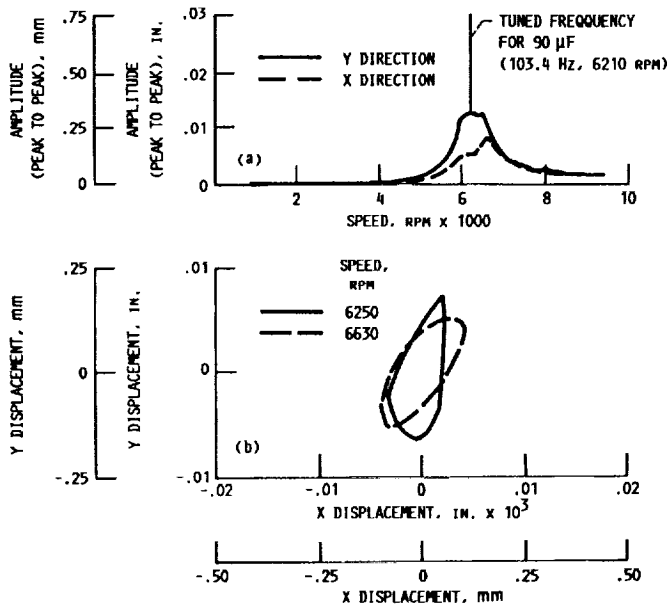 AMPLITUDE
(PEAK TO PEAK), mm
.75
.50
.25
0
AMPLITUDE
(PEAK TO PEAK), IN.
.03
.02
.01
0
Y DIRECTION
X DIRECTION
TUNED FREQQUENCY
FOR 90 µF
(103.4 Hz, 6210 RPM)
(a)
2
4
6
8
10
SPEED, RPM x 1000
Y DISPLACEMENT, mm
.25
0
-.25
Y DISPLACEMENT, IN.
.01
0
-.01
SPEED,
RPM
6250
6630
(b)
-.02
-.01
0
.01
.02
X DISPLACEMENT, IN. x 10³
-.50
-.25
0
.25
.50
X DISPLACEMENT, mm